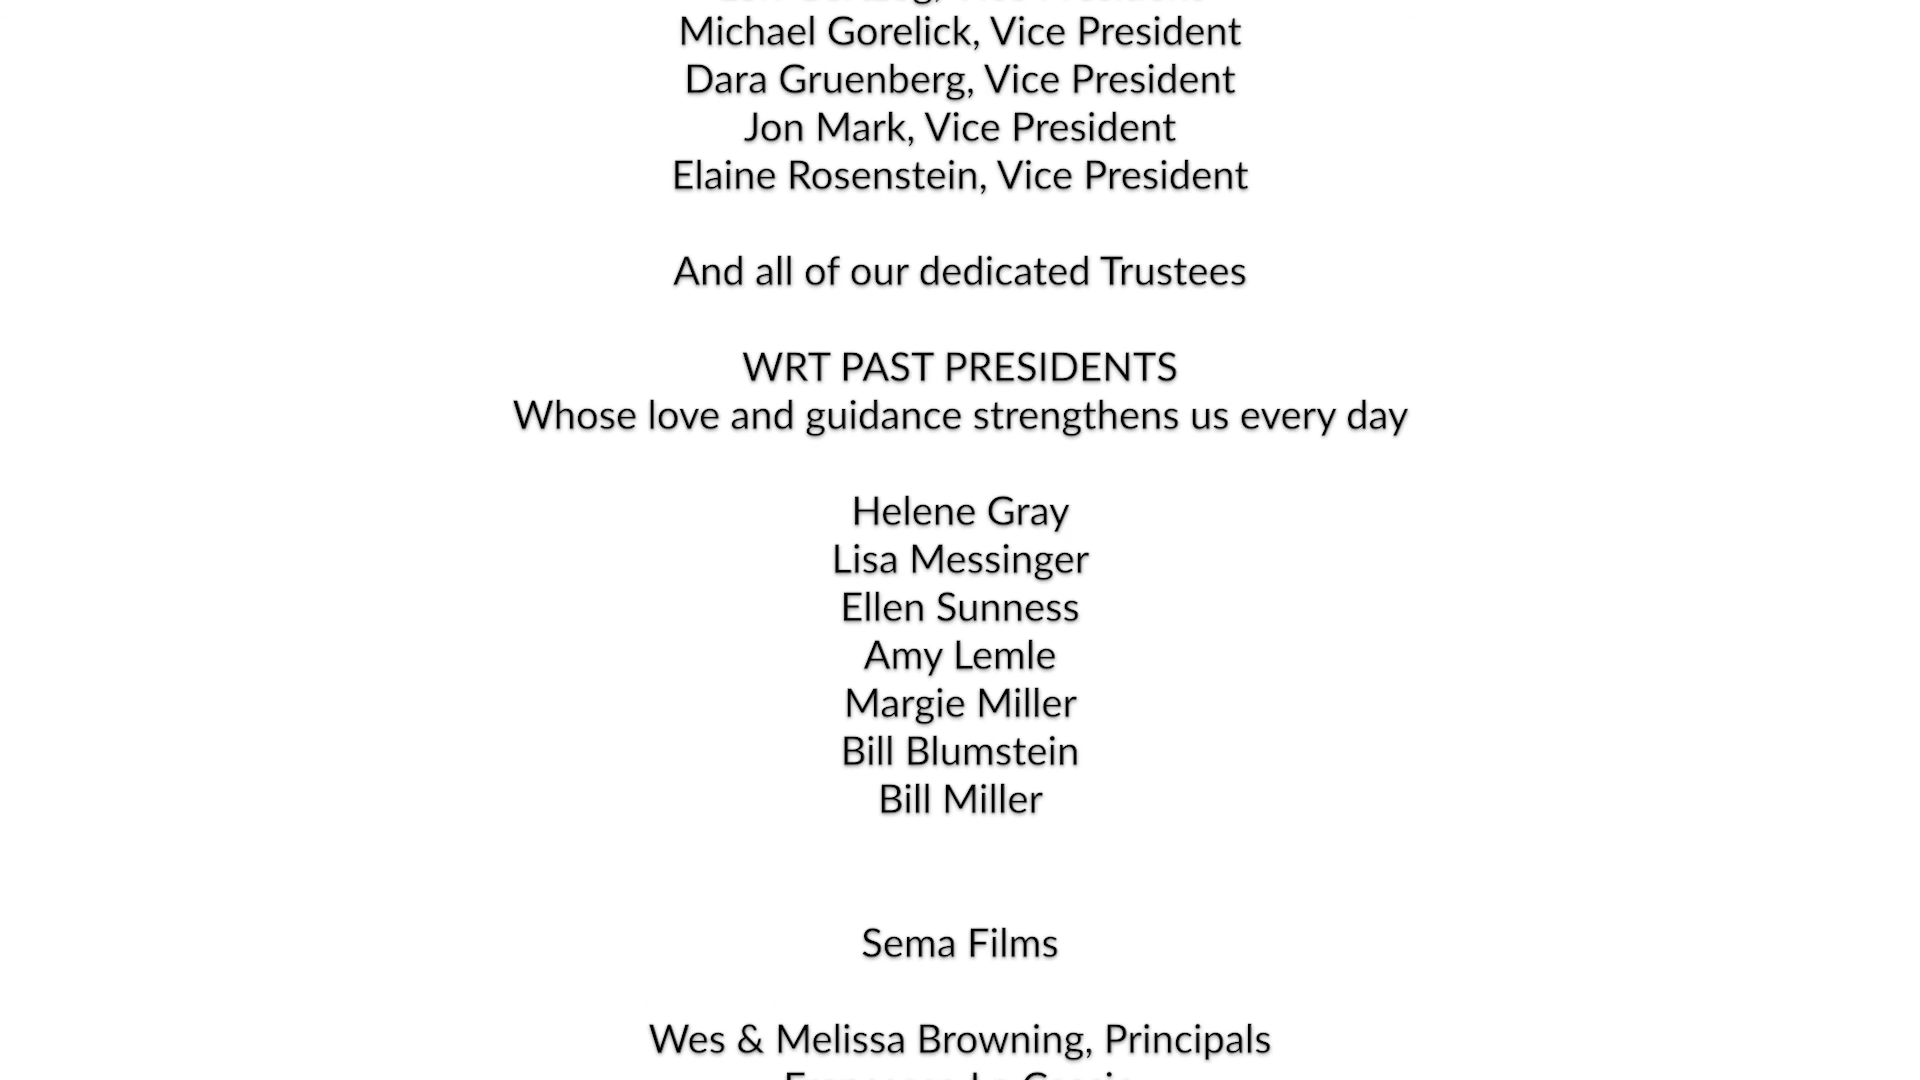 Michael Gorelick, Vice President
Dara Gruenberg, Vice President
Jon Mark, Vice President
Elaine Rosenstein, Vice President
And all of our dedicated Trustees
WRT PAST PRESIDENTS
Whose love and guidance strengthens us every day
Helene Gray
Lisa Messinger
Ellen Sunness
Amy Lemle
Margie Miller
Bill Blumstein
Bill Miller
Sema Films
Wes & Melissa Browning, Principals